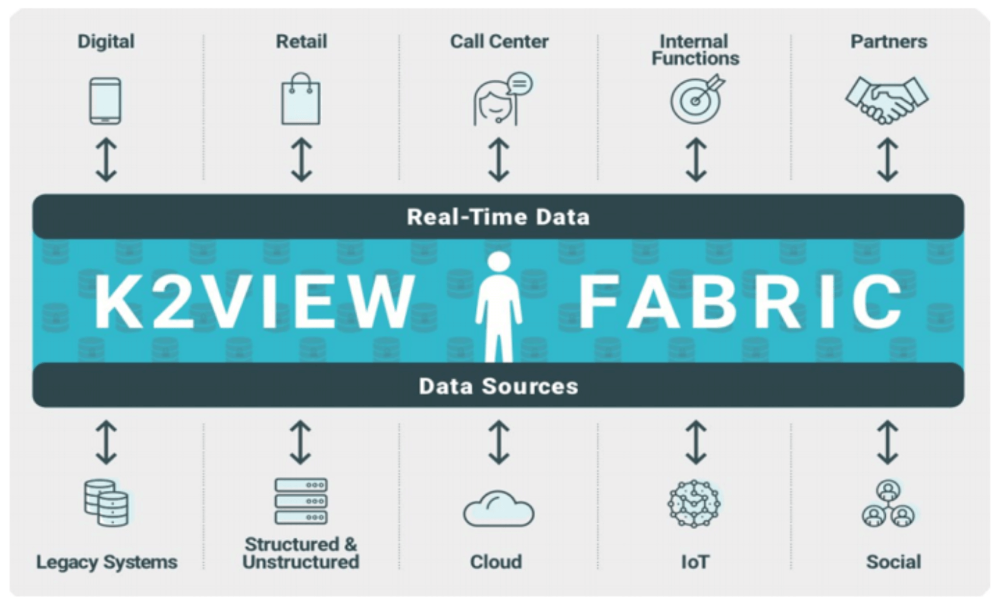 Digital
Retail
Call Center
Internal
Functions
Partners
Real-Time Data
K2VIEW FABRIC
Data Sources
Legacy Systems
Structured &
Unstructured
Cloud
IoT
Social